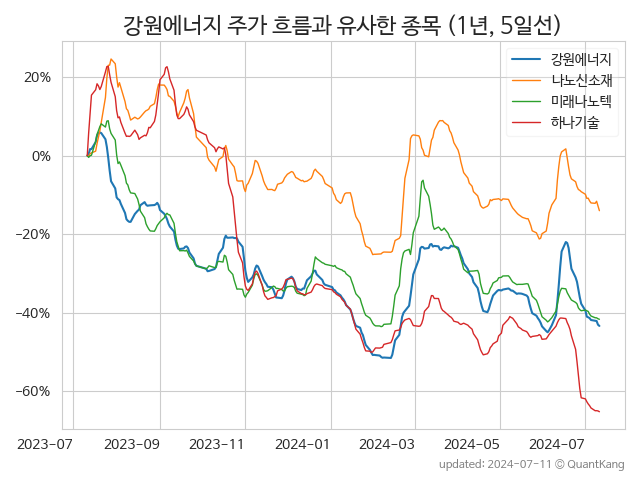 강원에너지 주가 흐름과 유사한 종목 (1년, 5일선)
강원에너지
나노신소재
미래나노텍
하나기술
20%
0%
−20%
−40%
−60%
2023-07
2023-09
2023-11
2024-01
2024-03
2024-05
2024-07
updated: 2024-07-11 © QuantKang